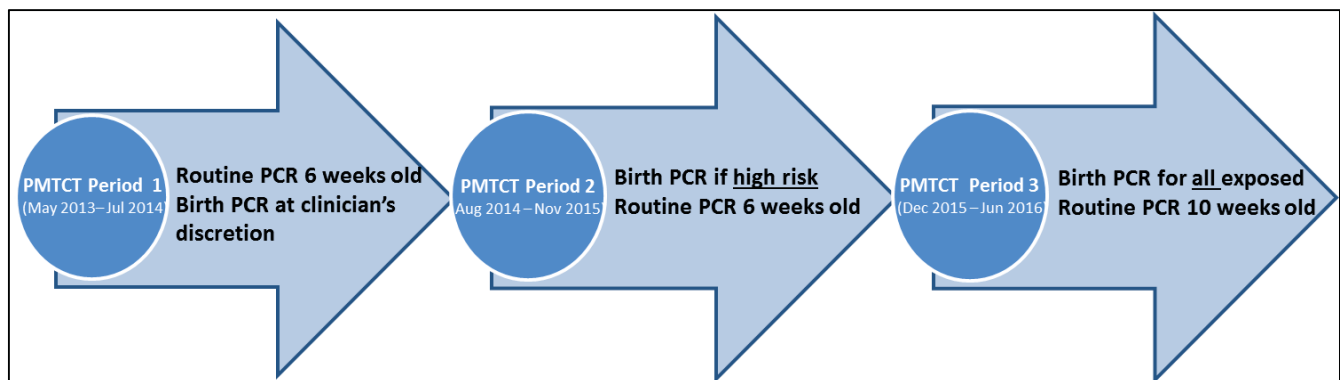 PMTCT Period 1
(May 2013–Jul 2014)
Routine PCR 6 weeks old
Birth PCR at clinician's
discretion
PMTCT Period 2
Aug 2014 – Nov 2015)
Birth PCR if high risk
Routine PCR 6 weeks old
PMTCT Period 3
(Dec 2015 – Jun 2016)
Birth PCR for all exposed
Routine PCR 10 weeks old